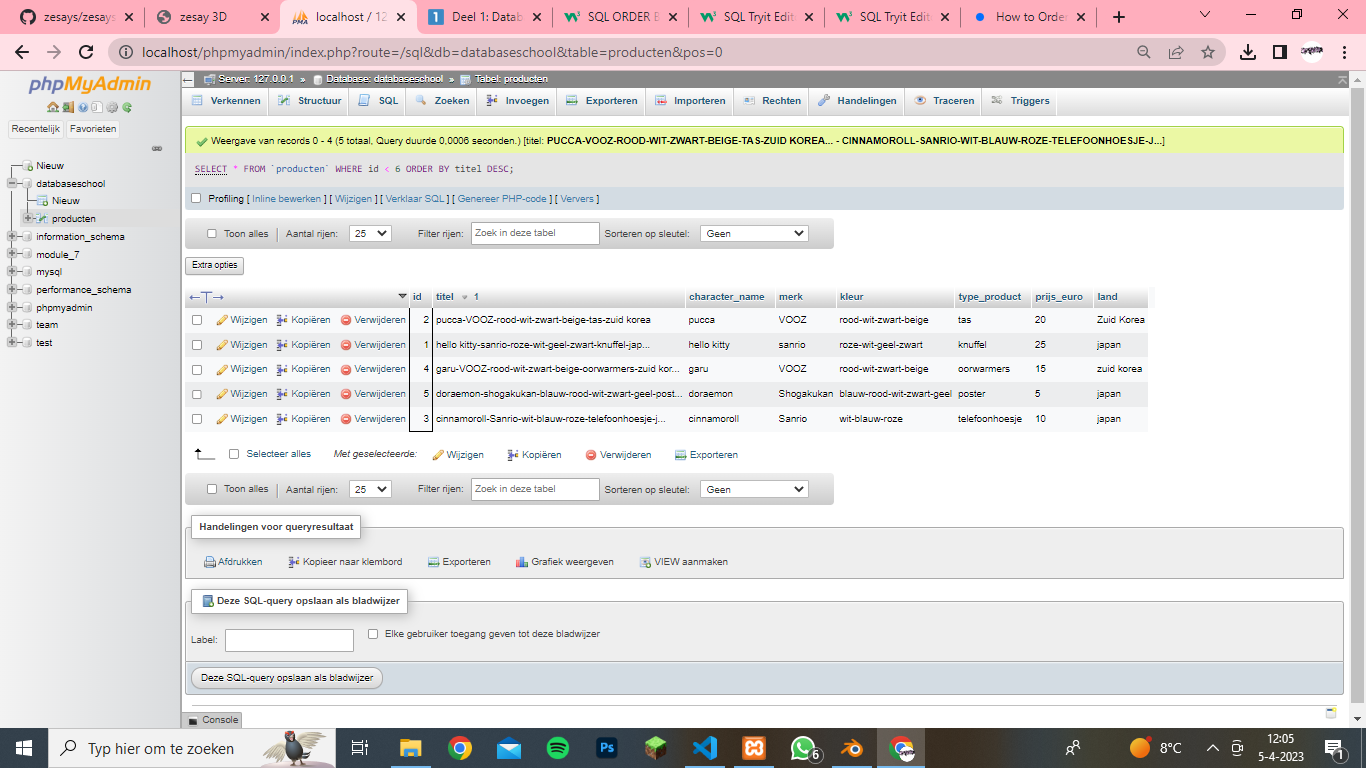 zesays/zesays
zesay 3D
localhost / 12
Deel 1: Datab
SQL ORDER B
SQL Tryit Edit
SQL Tryit Edit
How to Order
localhost/phpmyadmin/index.php?route=/sql&db=databaseschool&table=producten&pos=0
phpMyAdmin
Recentelijk Favorieten
Nieuw
databaseschool
Nieuw
producten
information_schema
module_7
mysql
performance_schema
phpmyadmin
team
test
Server: 127.0.0.1 » Database: databaseschool » Tabel: producten
Verkennen Structuur SQL Zoeken Invoegen Exporteren Importeren Rechten Handelingen Traceren Triggers
Weergave van records 0 - 4 (5 totaal, Query duurde 0,0006 seconden.) [titel: PUCCA-VOOZ-ROOD-WIT-ZWART-BEIGE-TAS-ZUID KOREA... - CINNAMOROLL-SANRIO-WIT-BLAUW-ROZE-TELEFOONHOESJE-J...]
SELECT * FROM `producten` WHERE id < 6 ORDER BY titel DESC;
Profiling [ Inline bewerken ] [ Wijzigen ] [ Verklaar SQL ] [ Genereer PHP-code ] [ Ververs ]
Toon alles | Aantal rijen: 25 Filter rijen: Zoek in deze tabel Sorteren op sleutel: Geen
Extra opties
←T→ id titel 1 character_name merk kleur type_product prijs_euro land
Wijzigen Kopiëren Verwijderen 2 pucca-VOOZ-rood-wit-zwart-beige-tas-zuid korea pucca VOOZ rood-wit-zwart-beige tas 20 Zuid Korea
Wijzigen Kopiëren Verwijderen 1 hello kitty-sanrio-roze-wit-geel-zwart-knuffel-jap... hello kitty sanrio roze-wit-geel-zwart knuffel 25 japan
Wijzigen Kopiëren Verwijderen 4 garu-VOOZ-rood-wit-zwart-beige-oorwarmers-zuid kor... garu VOOZ rood-wit-zwart-beige oorwarmers 15 zuid korea
Wijzigen Kopiëren Verwijderen 5 doraemon-shogakukan-blauw-rood-wit-zwart-geel-post... doraemon Shogakukan blauw-rood-wit-zwart-geel poster 5 japan
Wijzigen Kopiëren Verwijderen 3 cinnamoroll-Sanrio-wit-blauw-roze-telefoonhoesje-j... cinnamoroll Sanrio wit-blauw-roze telefoonhoesje 10 japan
Selecteer alles Met geselecteerde: Wijzigen Kopiëren Verwijderen Exporteren
Toon alles | Aantal rijen: 25 Filter rijen: Zoek in deze tabel Sorteren op sleutel: Geen
Handelingen voor queryresultaat
Afdrukken Kopieer naar klembord Exporteren Grafiek weergeven VIEW aanmaken
Deze SQL-query opslaan als bladwijzer
Label: Elke gebruiker toegang geven tot deze bladwijzer
Deze SQL-query opslaan als bladwijzer
Console
Typ hier om te zoeken
Ps
6
8°C
12:05
5-4-2023
1